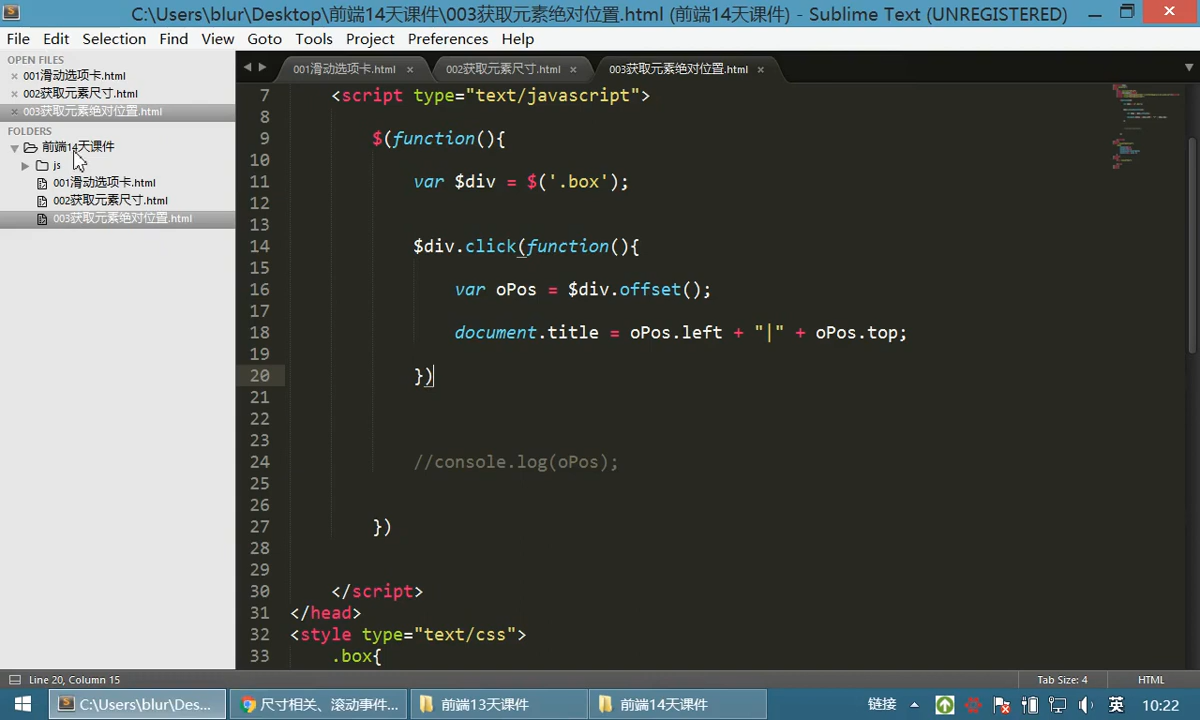 C:\Users\blur\Desktop\前端14天课件\003获取元素绝对位置.html (前端14天课件) - Sublime Text (UNREGISTERED)
File Edit Selection Find View Goto Tools Project Preferences Help
OPEN FILES
001滑动选项卡.html
002获取元素尺寸.html
003获取元素绝对位置.html
FOLDERS
前端14天课件
js
001滑动选项卡.html
002获取元素尺寸.html
003获取元素绝对位置.html
001滑动选项卡.html 002获取元素尺寸.html 003获取元素绝对位置.html
7 <script type="text/javascript">
8
9 $(function(){
10
11 var $div = $('.box');
12
13
14 $div.click(function(){
15
16 var oPos = $div.offset();
17
18 document.title = oPos.left + "|" + oPos.top;
19
20 })
21
22
23
24 //console.log(oPos);
25
26
27 })
28
29
30 </script>
31 </head>
32 <style type="text/css">
33 .box{
Line 20, Column 15 Tab Size: 4 HTML
C:\Users\blur\Des... 尺寸相关、滚动事件... 前端13天课件 前端14天课件 链接 英 10:22